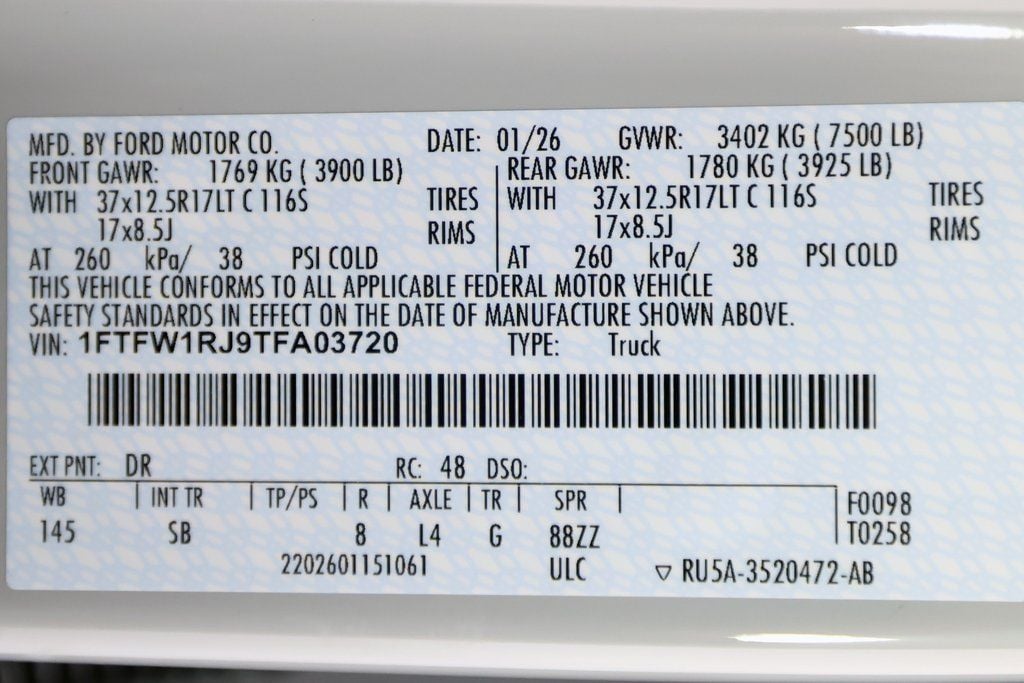 MFD. BY FORD MOTOR CO. DATE: 01/26 GVWR: 3402 KG ( 7500 LB)
FRONT GAWR: 1769 KG ( 3900 LB) REAR GAWR: 1780 KG ( 3925 LB)
WITH 37x12.5R17LT C 116S TIRES WITH 37x12.5R17LT C 116S TIRES
17x8.5J RIMS 17x8.5J RIMS
AT 260 kPa/ 38 PSI COLD AT 260 kPa/ 38 PSI COLD
THIS VEHICLE CONFORMS TO ALL APPLICABLE FEDERAL MOTOR VEHICLE
SAFETY STANDARDS IN EFFECT ON THE DATE OF MANUFACTURE SHOWN ABOVE.
VIN: 1FTFW1RJ9TFA03720 TYPE: Truck
EXT PNT: DR RC: 48 DSO:
WB INT TR TP/PS R AXLE TR SPR F0098
145 SB 8 L4 G 88ZZ T0258
2202601151061 ULC ▽ RU5A-3520472-AB